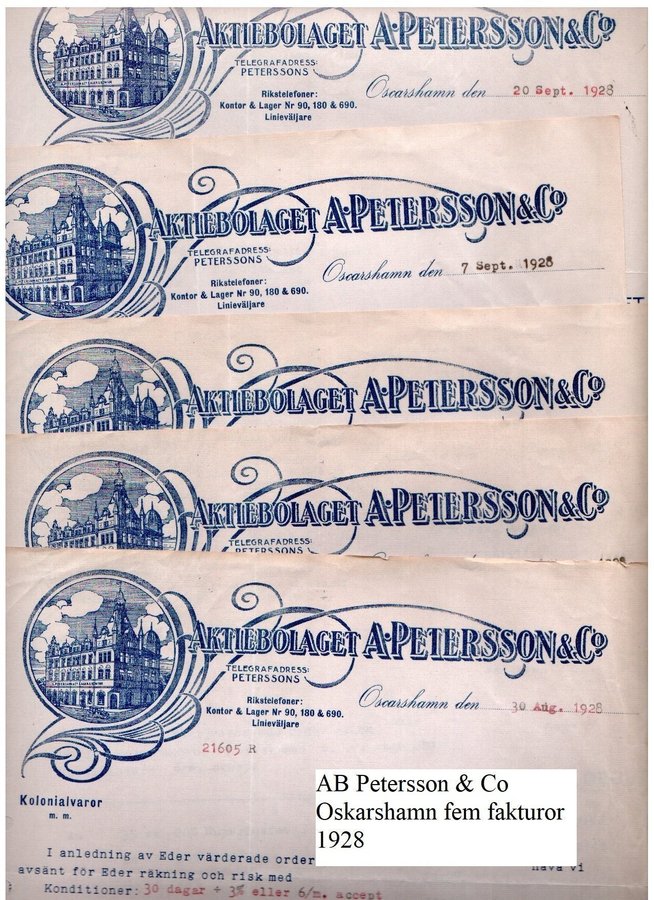 AKTIEBOLAGET A. PETERSSON & Co
TELEGRAFADRESS:
PETERSSONS
Rikstelefoner:
Kontor & Lager Nr 90, 180 & 690.
Linieväljare
Oscarshamn den 20 Sept. 1928
AKTIEBOLAGET A. PETERSSON & Co
TELEGRAFADRESS:
PETERSSONS
Rikstelefoner:
Kontor & Lager Nr 90, 180 & 690.
Linieväljare
Oscarshamn den 7 Sept. 1928
AKTIEBOLAGET A. PETERSSON & Co
AKTIEBOLAGET A. PETERSSON & Co
TELEGRAFADRESS:
PETERSSONS
AKTIEBOLAGET A. PETERSSON & Co
TELEGRAFADRESS:
PETERSSONS
Rikstelefoner:
Kontor & Lager Nr 90, 180 & 690.
Linieväljare
Oscarshamn den 30 Aug. 1928
21605 R
Kolonialvaror
m. m.
AB Petersson & Co
Oskarshamn fem fakturor
1928
I anledning av Eder värderade order hava vi
avsänt för Eder räkning och risk med
Konditioner: 30 dagar + 3% eller 6/m. accept